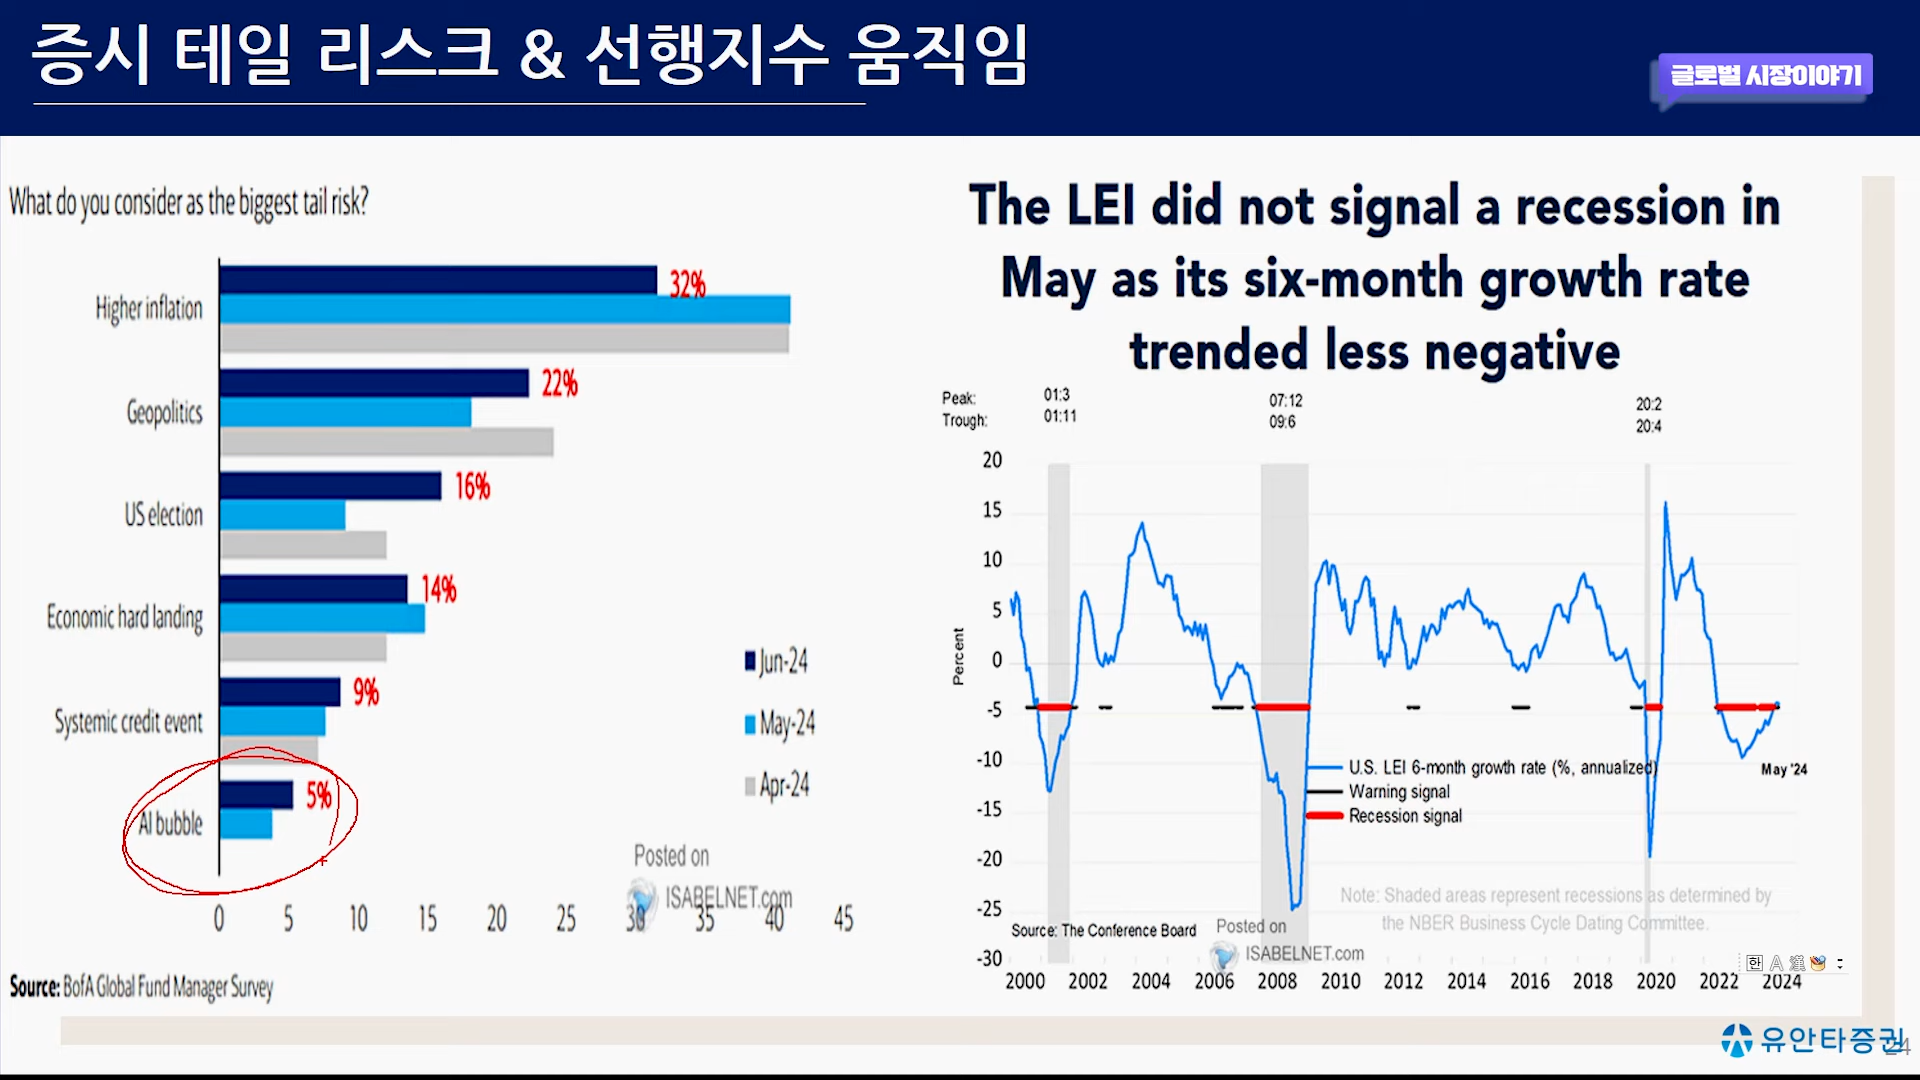 증시 테일 리스크 & 선행지수 움직임
글로벌 시장이야기
What do you consider as the biggest tail risk?
Higher inflation
32%
Geopolitics
22%
US election
16%
Economic hard landing
14%
Systemic credit event
9%
AI bubble
5%
Jun-24
May-24
Apr-24
Posted on
ISABELNET.com
0 5 10 15 20 25 30 35 40 45
Source: BofA Global Fund Manager Survey
The LEI did not signal a recession in
May as its six-month growth rate
trended less negative
Peak: 01:3 07:12 20:2
Trough: 01:11 09:6 20:4
20
15
10
5
0
-5
-10
-15
-20
-25
-30
Percent
U.S. LEI 6-month growth rate (%, annualized)
Warning signal
Recession signal
May '24
Note: Shaded areas represent recessions as determined by
the NBER Business Cycle Dating Committee.
Source: The Conference Board
Posted on
ISABELNET.com
한 A 漢
2000 2002 2004 2006 2008 2010 2012 2014 2016 2018 2020 2022 2024
유안타증권
24